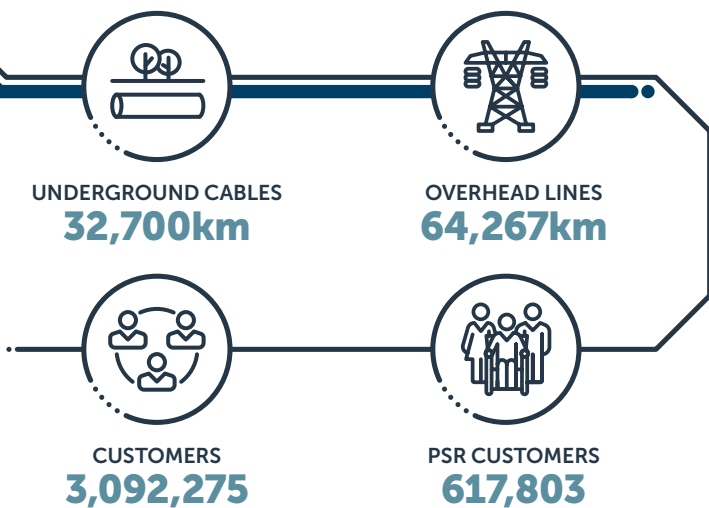 UNDERGROUND CABLES
32,700km
OVERHEAD LINES
64,267km
CUSTOMERS
3,092,275
PSR CUSTOMERS
617,803